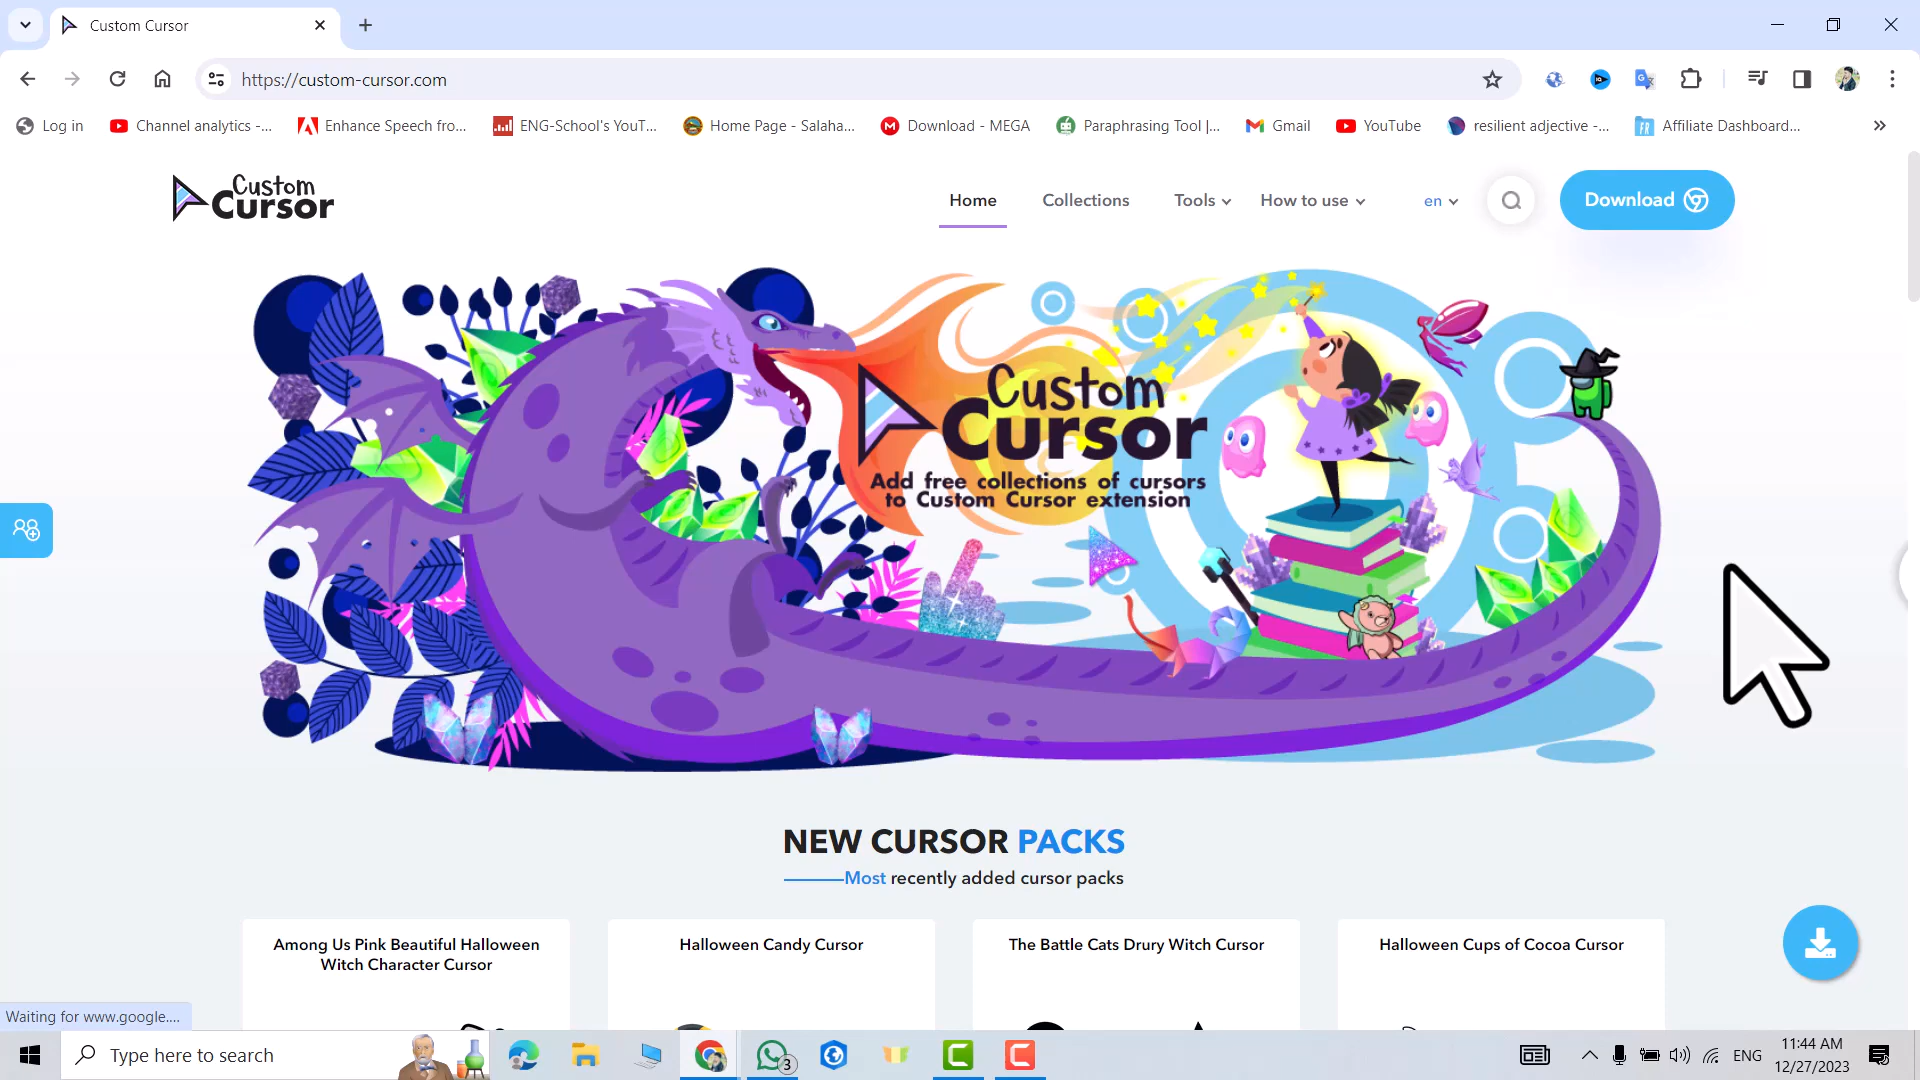 Custom Cursor
https://custom-cursor.com
Log in
Channel analytics -...
Enhance Speech fro...
ENG-School's YouT...
Home Page - Salaha...
Download - MEGA
Paraphrasing Tool |...
Gmail
YouTube
resilient adjective -...
Affiliate Dashboard...
Custom
Cursor
Home
Collections
Tools
How to use
en
Download
Custom
Cursor
Add free collections of cursors
to Custom Cursor extension
NEW CURSOR PACKS
Most recently added cursor packs
Among Us Pink Beautiful Halloween
Witch Character Cursor
Halloween Candy Cursor
The Battle Cats Drury Witch Cursor
Halloween Cups of Cocoa Cursor
Waiting for www.google....
Type here to search
3
ENG
11:44 AM
12/27/2023